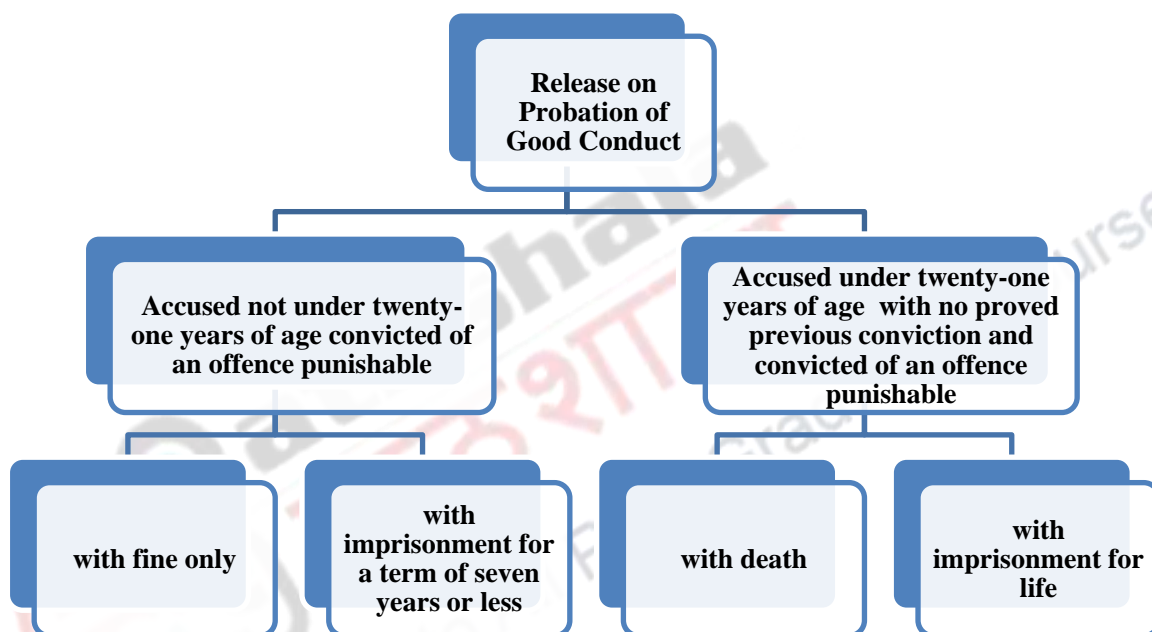 Release on
Probation of
Good Conduct
Accused not under twenty-
one years of age convicted of
an offence punishable
Accused under twenty-one
years of age with no proved
previous conviction and
convicted of an offence
punishable
with fine only
with
imprisonment for
a term of seven
years or less
with death
with
imprisonment for
life